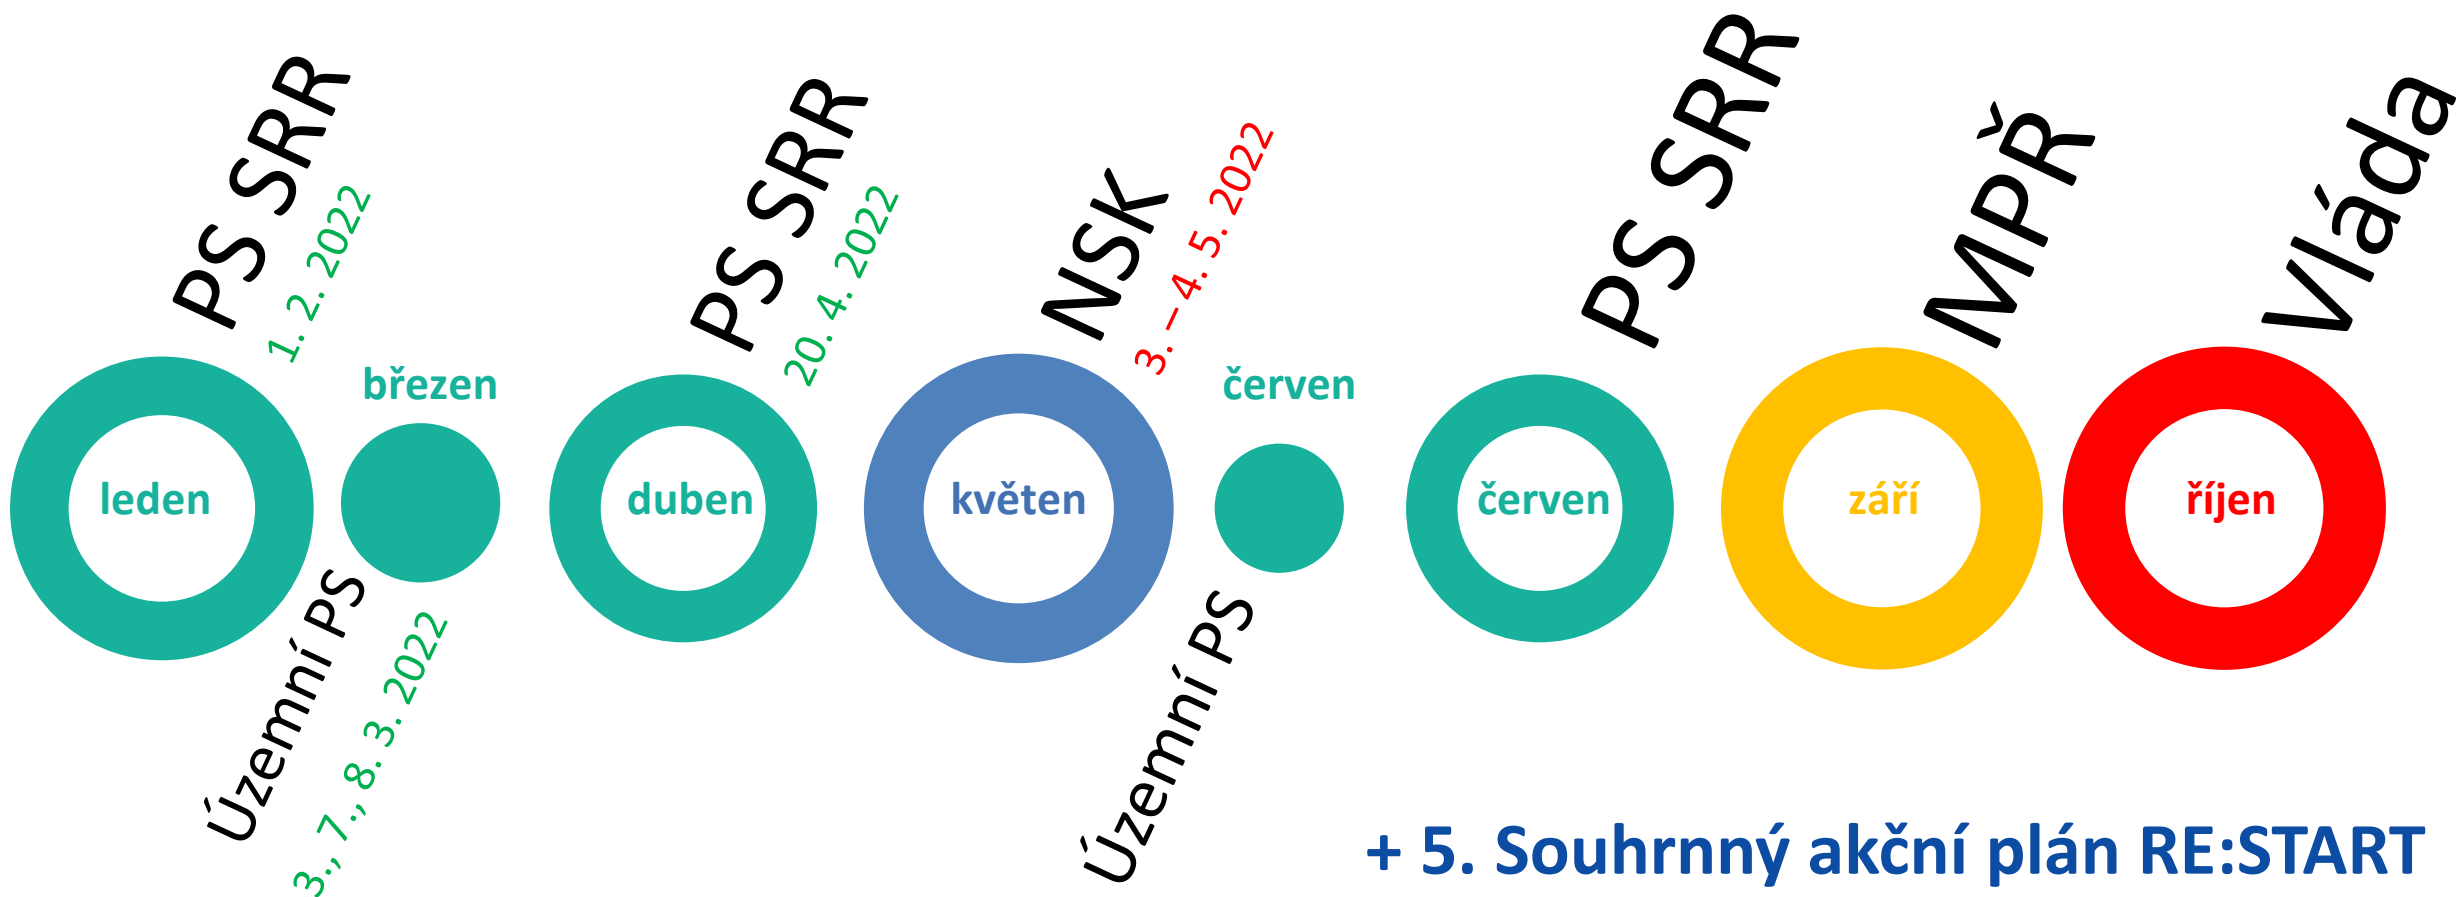 PS SRR
1. 2. 2022
leden
březen
Územní PS
3., 7., 8. 3. 2022
PS SRR
20. 4. 2022
duben
NSK
3. – 4. 5. 2022
květen
červen
Územní PS
PS SRR
červen
MPŘ
září
Vláda
říjen
+ 5. Souhrnný akční plán RE:START